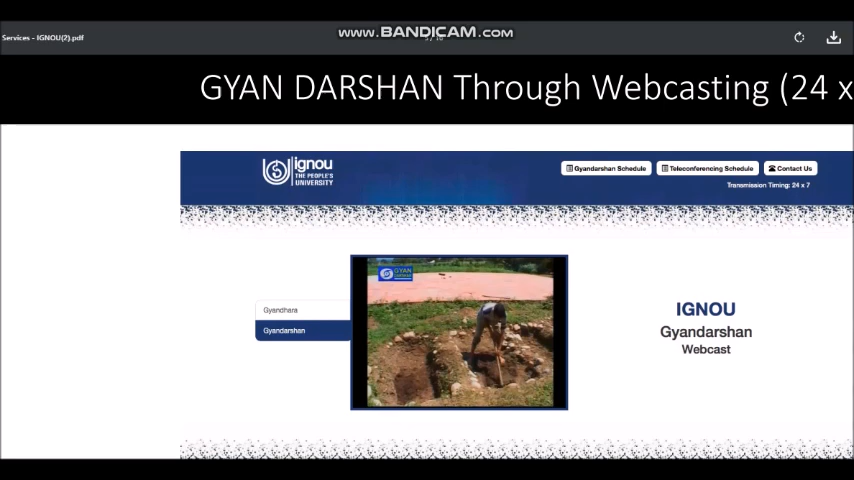 WWW.BANDICAM.COM
Services - IGNOU(2).pdf
GYAN DARSHAN Through Webcasting (24 x
ignou
THE PEOPLE'S
UNIVERSITY
Gyandarshan Schedule
Teleconferencing Schedule
Contact Us
Transmission Timing: 24 x 7
GYAN
DARSHAN
Gyandhara
Gyandarshan
IGNOU
Gyandarshan
Webcast